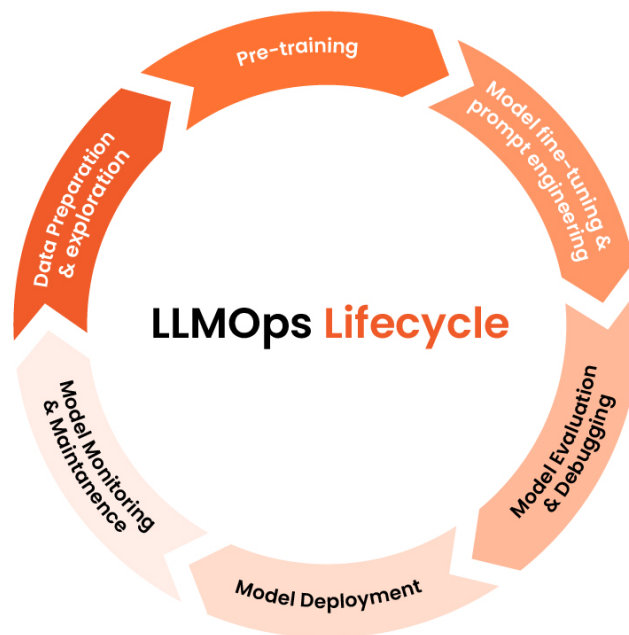 Pre-training
Model fine-tuning &
prompt engineering
Model Evaluation
& Debugging
Model Deployment
Model Monitoring
& Maintanence
Data Preparation
& exploration
LLMOps Lifecycle